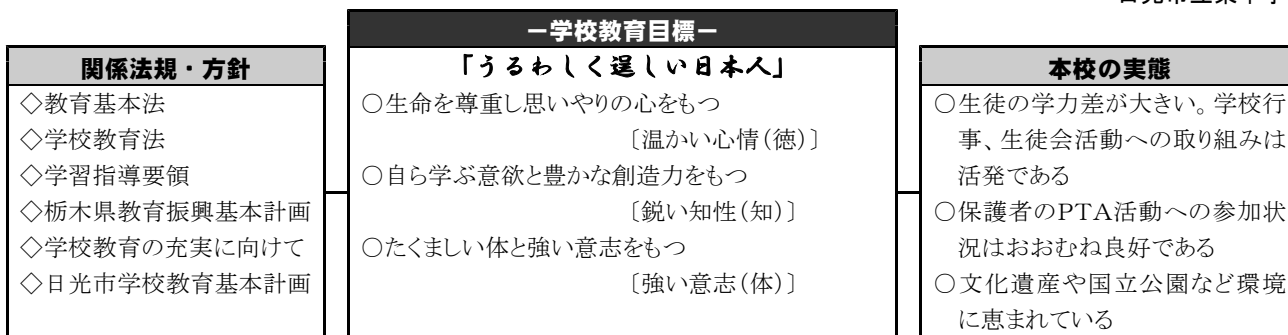 −学校教育目標−
「うるわしく逞しい日本人」
○生命を尊重し思いやりの心をもつ
〔温かい心情(徳)〕
○自ら学ぶ意欲と豊かな創造力をもつ
〔鋭い知性(知)〕
○たくましい体と強い意志をもつ
〔強い意志(体)〕
関係法規・方針
◇教育基本法
◇学校教育法
◇学習指導要領
◇栃木県教育振興基本計画
◇学校教育の充実に向けて
◇日光市学校教育基本計画
本校の実態
○生徒の学力差が大きい。学校行
事、生徒会活動への取り組みは
活発である
○保護者のPTA活動への参加状
況はおおむね良好である
○文化遺産や国立公園など環境
に恵まれている